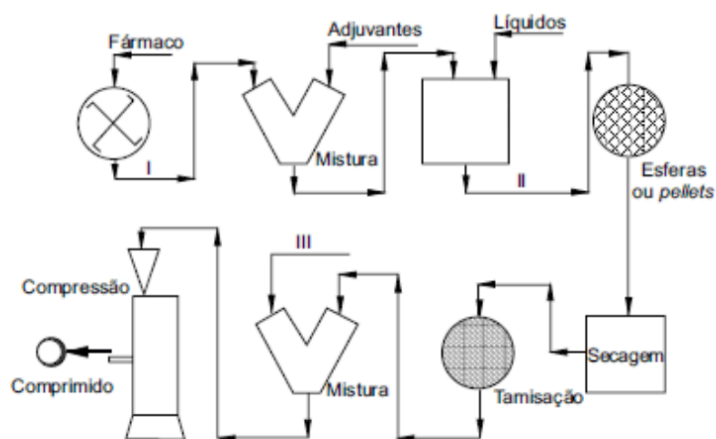 Fármaco
Adjuvantes
Líquidos
I
Mistura
II
Esferas
ou pellets
III
Compressão
Comprimido
Mistura
Tamisação
Secagem